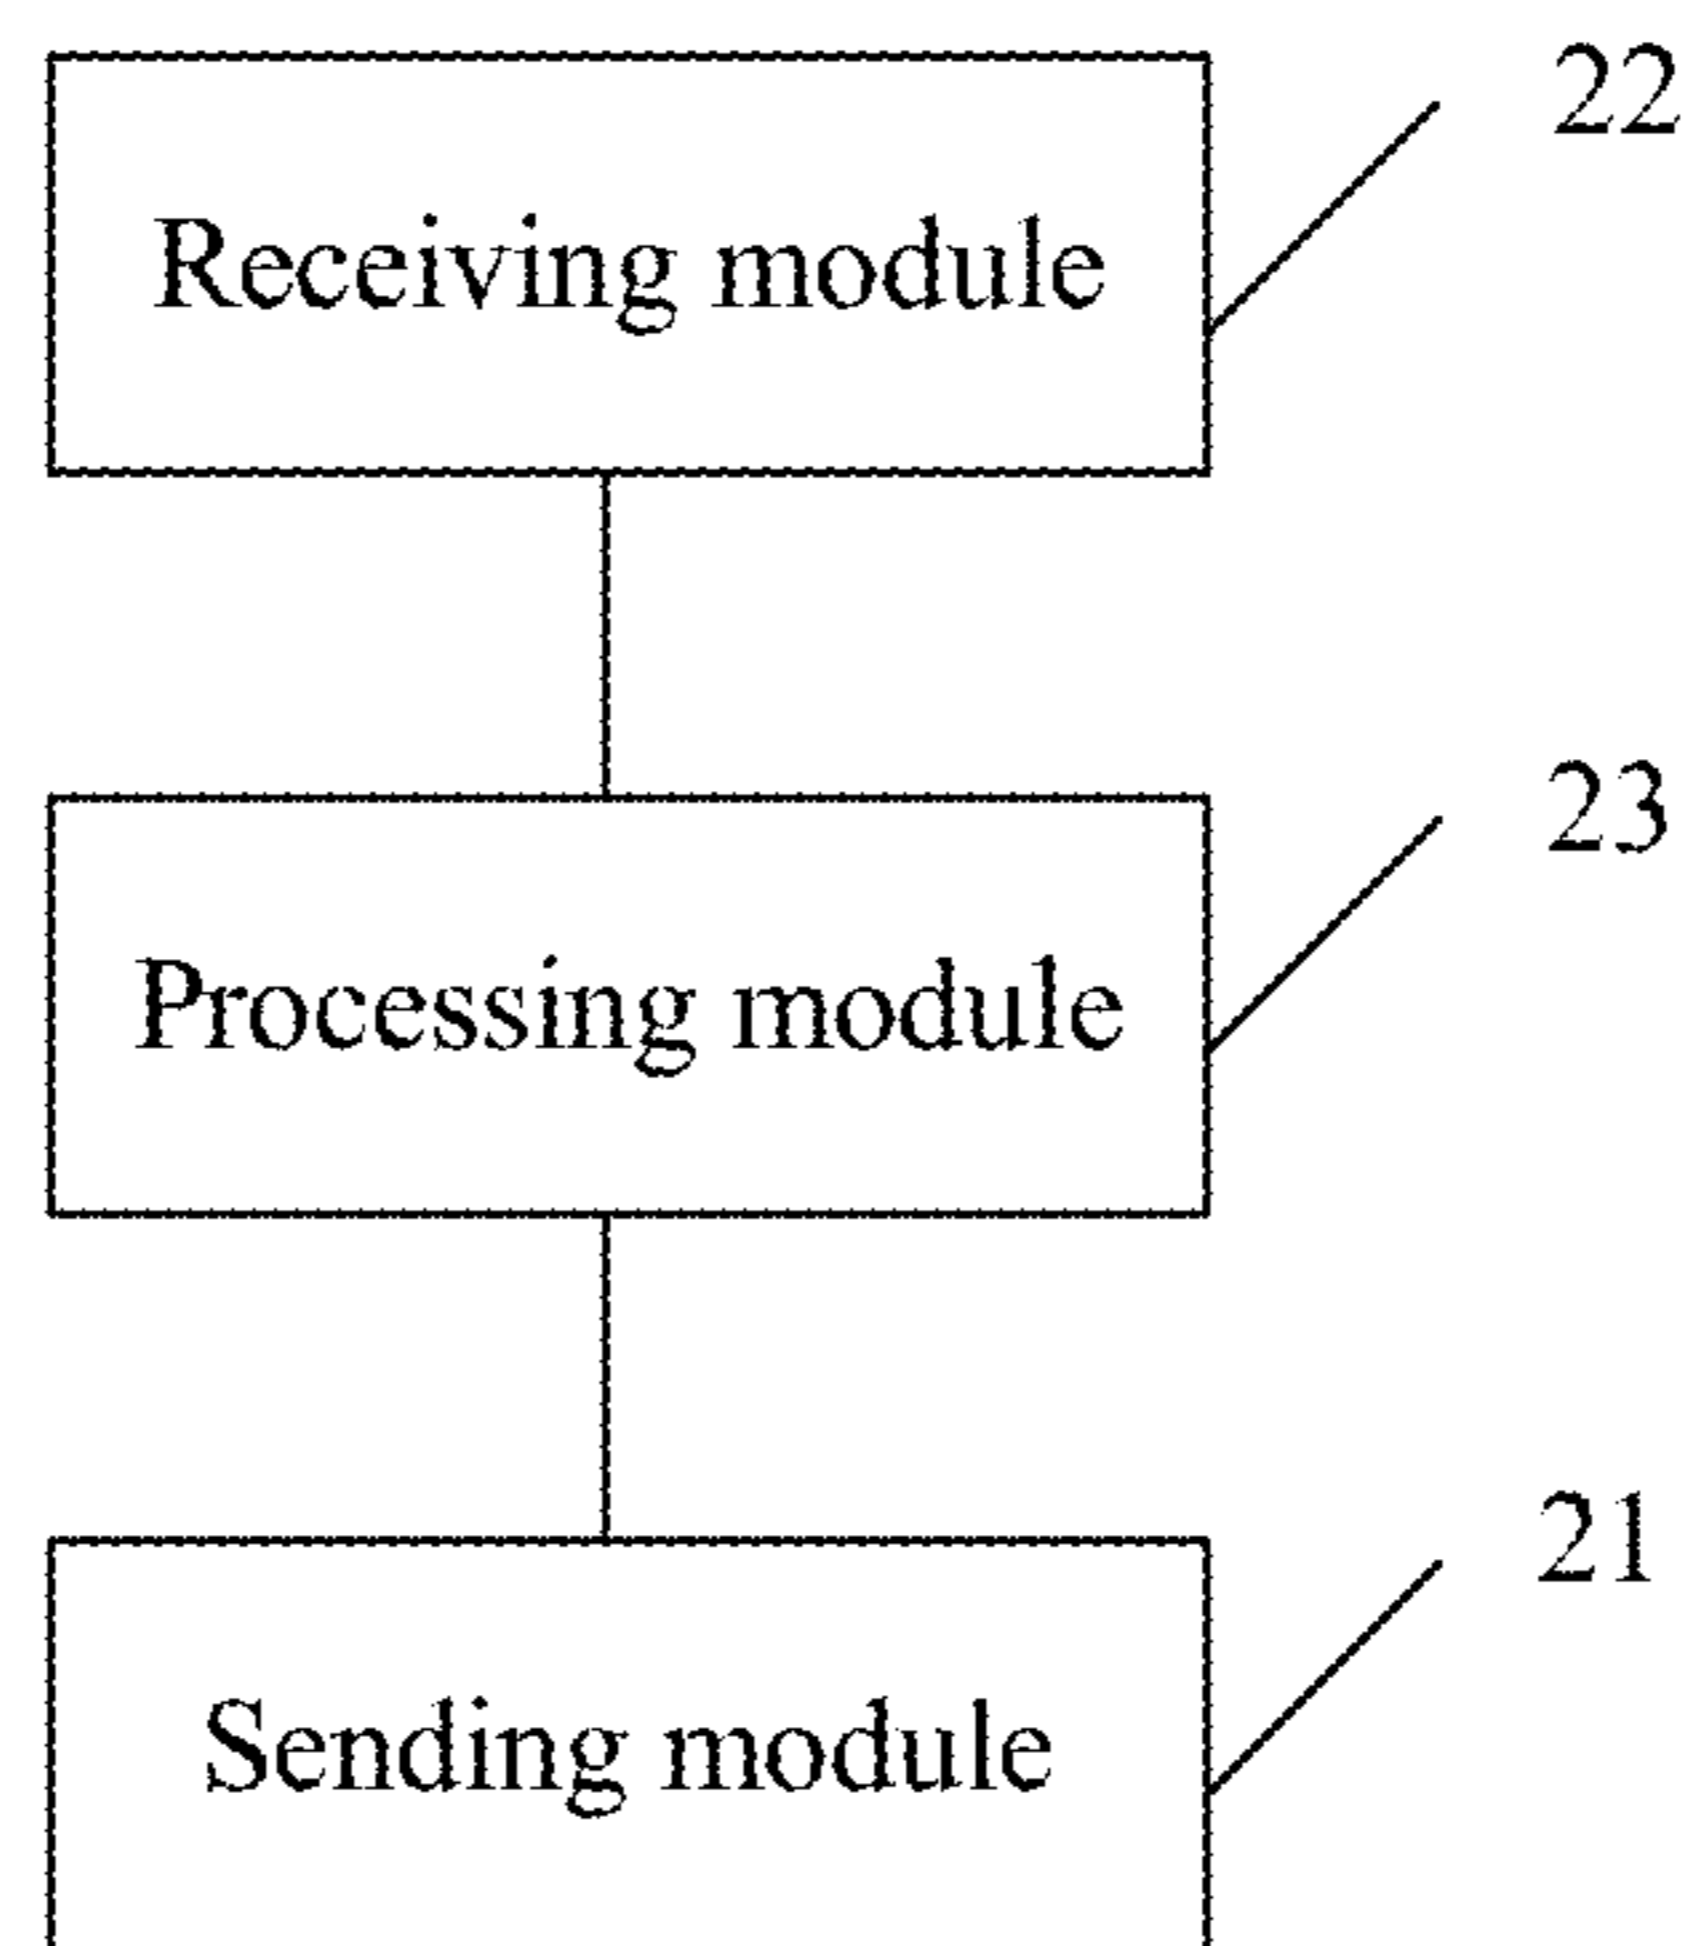 22
Receiving module
23
Processing module
21
Sending module